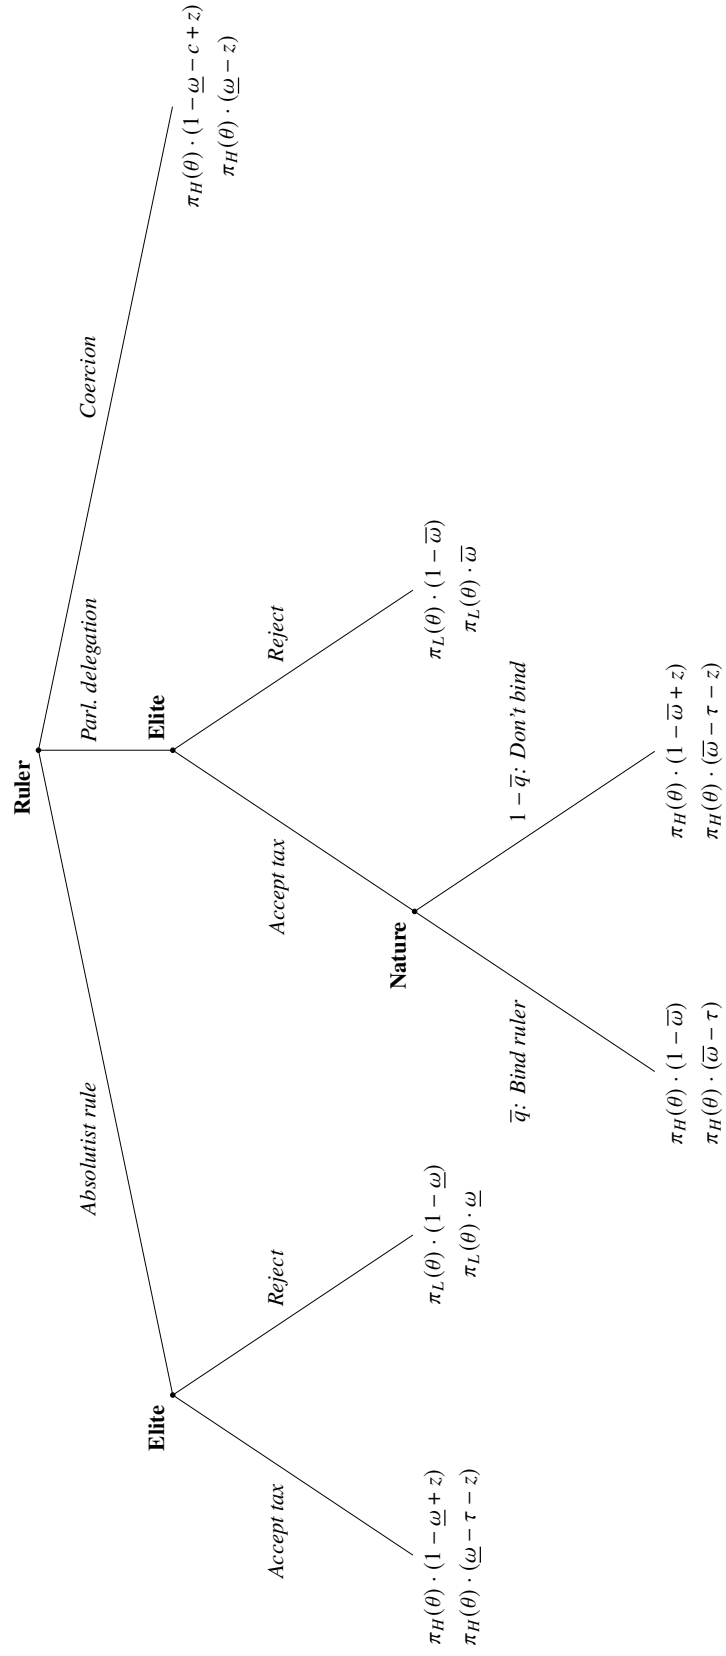 Ruler
Absolutist rule
Parl. delegation
Coercion
Elite
Elite
π_H(θ) · (1 − ω̲ − c + z)
π_H(θ) · (ω̲ − z)
Accept tax
Reject
Accept tax
Reject
π_H(θ) · (1 − ω̲ + z)
π_H(θ) · (ω̲ − τ − z)
π_L(θ) · (1 − ω̲)
π_L(θ) · ω̲
Nature
π_L(θ) · (1 − ω̅)
π_L(θ) · ω̅
q̅: Bind ruler
1 − q̅: Don't bind
π_H(θ) · (1 − ω̅)
π_H(θ) · (ω̅ − τ)
π_H(θ) · (1 − ω̅ + z)
π_H(θ) · (ω̅ − τ − z)